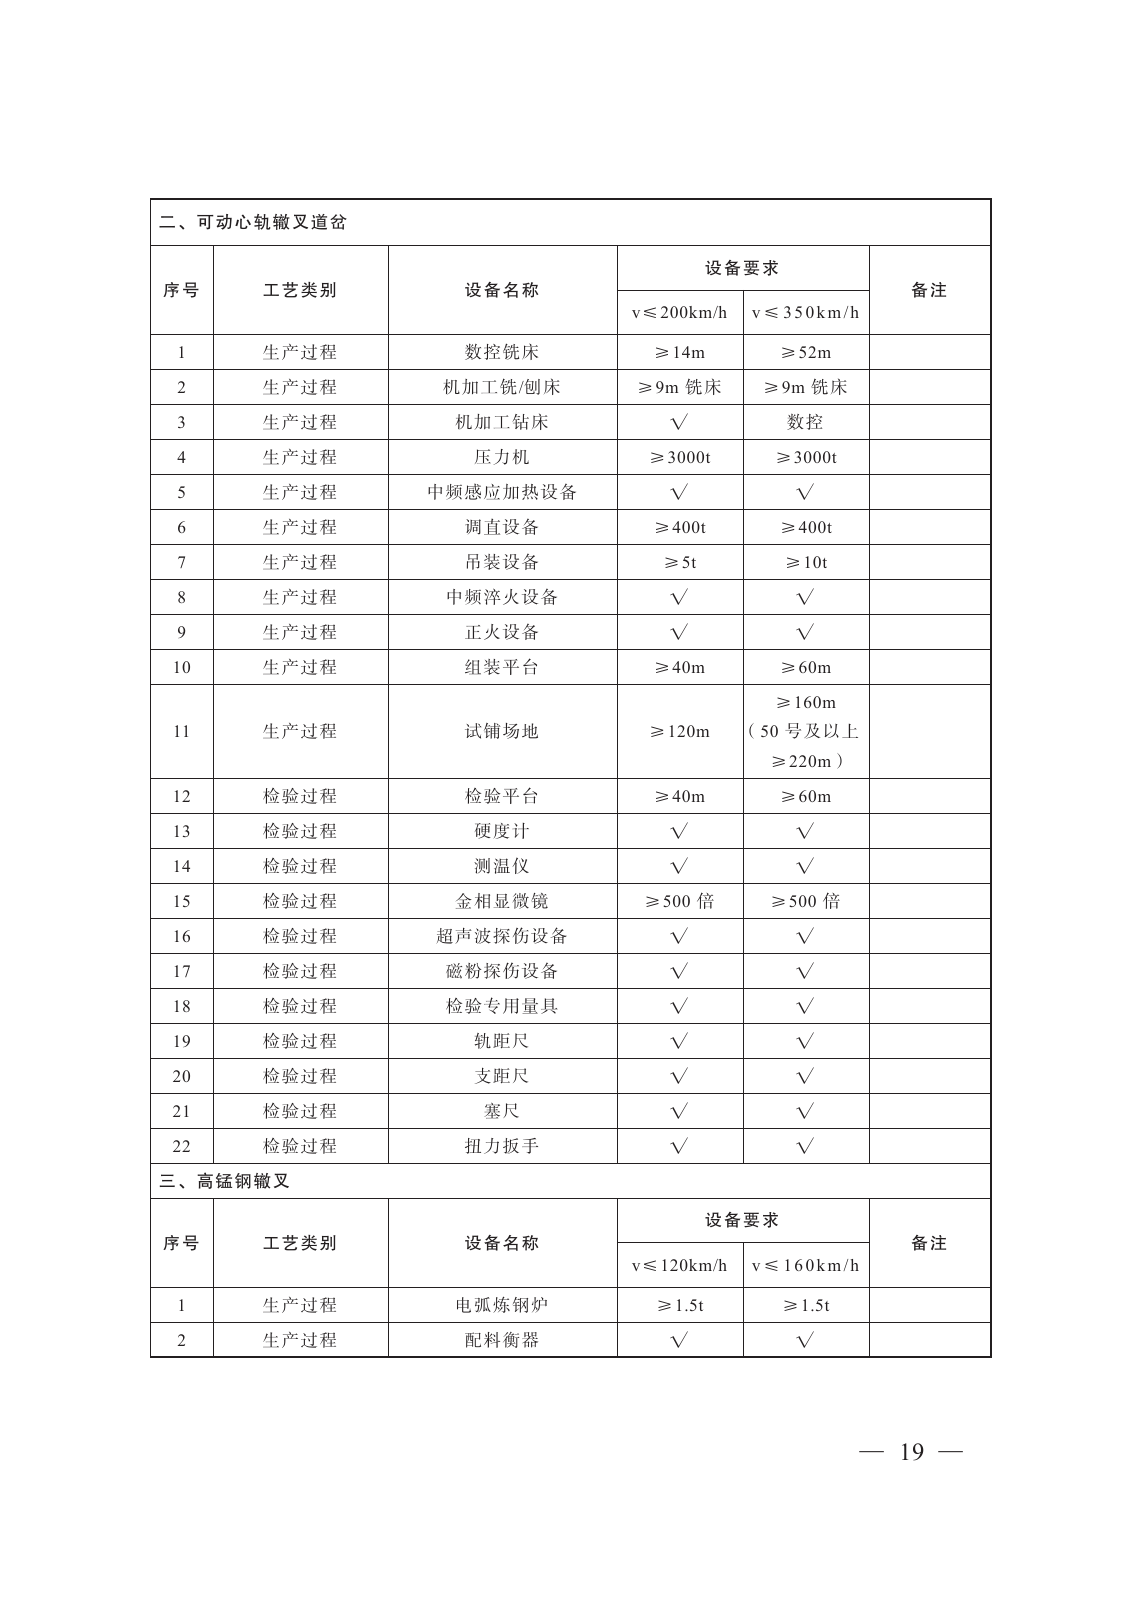 二、可动心轨辙叉道岔
序号 工艺类别 设备名称 设备要求 备注
v≤200km/h v≤350km/h
1 生产过程 数控铣床 ≥14m ≥52m
2 生产过程 机加工铣/刨床 ≥9m 铣床 ≥9m 铣床
3 生产过程 机加工钻床 √ 数控
4 生产过程 压力机 ≥3000t ≥3000t
5 生产过程 中频感应加热设备 √ √
6 生产过程 调直设备 ≥400t ≥400t
7 生产过程 吊装设备 ≥5t ≥10t
8 生产过程 中频淬火设备 √ √
9 生产过程 正火设备 √ √
10 生产过程 组装平台 ≥40m ≥60m
11 生产过程 试铺场地 ≥120m ≥160m
（50 号及以上
≥220m）
12 检验过程 检验平台 ≥40m ≥60m
13 检验过程 硬度计 √ √
14 检验过程 测温仪 √ √
15 检验过程 金相显微镜 ≥500 倍 ≥500 倍
16 检验过程 超声波探伤设备 √ √
17 检验过程 磁粉探伤设备 √ √
18 检验过程 检验专用量具 √ √
19 检验过程 轨距尺 √ √
20 检验过程 支距尺 √ √
21 检验过程 塞尺 √ √
22 检验过程 扭力扳手 √ √
三、高锰钢辙叉
序号 工艺类别 设备名称 设备要求 备注
v≤120km/h v≤160km/h
1 生产过程 电弧炼钢炉 ≥1.5t ≥1.5t
2 生产过程 配料衡器 √ √
— 19 —